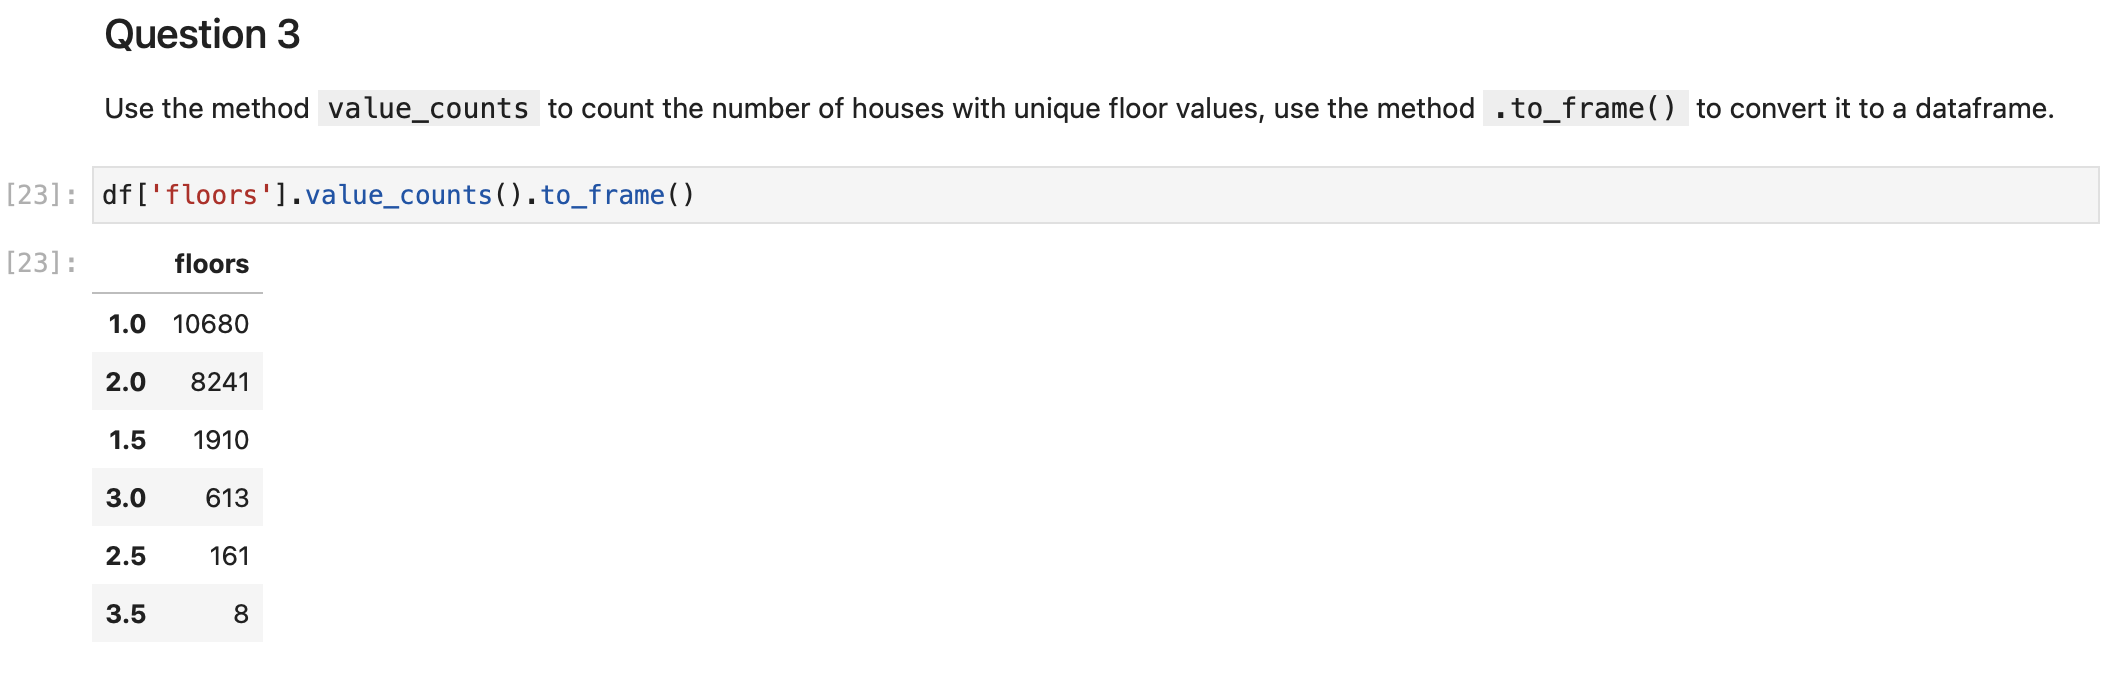 Question 3
Use the method value_counts to count the number of houses with unique floor values, use the method .to_frame() to convert it to a dataframe.
[23]: df['floors'].value_counts().to_frame()
[23]: floors
1.0 10680
2.0 8241
1.5 1910
3.0 613
2.5 161
3.5 8